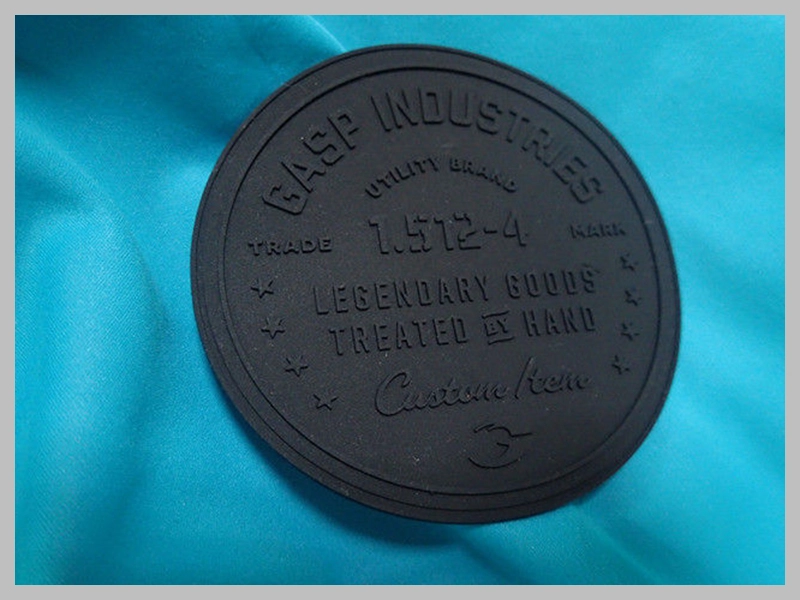 GASP INDUSTRIES
UTILITY BRAND
TRADE 1.512-4 MARK
LEGENDARY GOODS
TREATED BY HAND
Custom Item